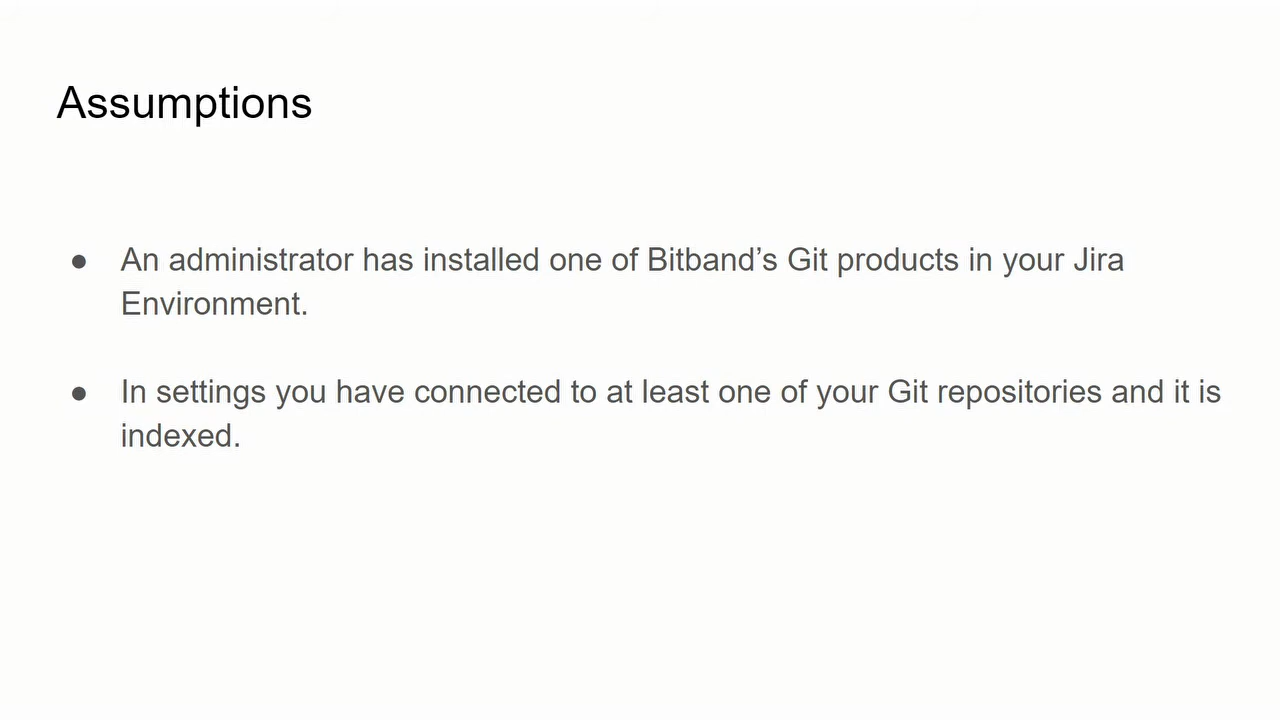 Assumptions
● An administrator has installed one of Bitband’s Git products in your Jira
Environment.
● In settings you have connected to at least one of your Git repositories and it is
indexed.